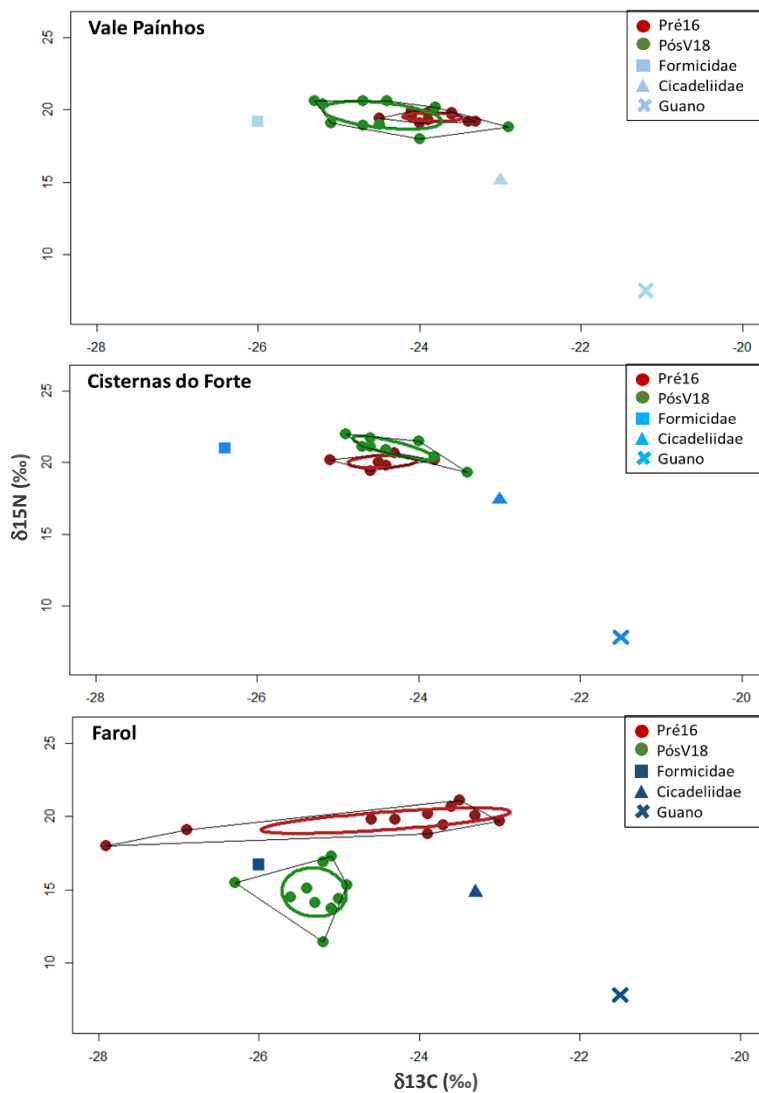 Vale Paínhos
Pré16
PósV18
Formicidae
Cicadeliidae
Guano
25
20
15
10
-28
-26
-24
-22
-20
Cisternas do Forte
Pré16
PósV18
Formicidae
Cicadeliidae
Guano
25
20
15
10
-28
-26
-24
-22
-20
δ15N (‰)
Farol
Pré16
PósV18
Formicidae
Cicadeliidae
Guano
25
20
15
10
-28
-26
-24
-22
-20
δ13C (‰)